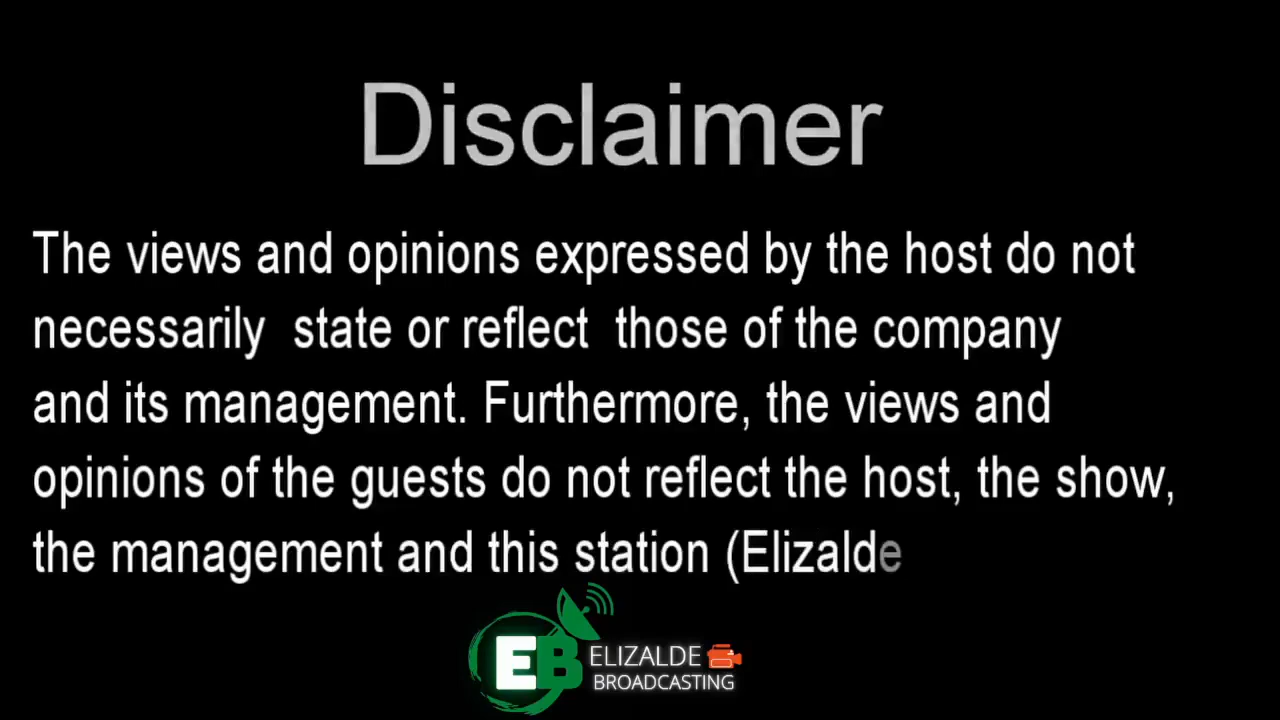 Disclaimer
The views and opinions expressed by the host do not
necessarily  state or reflect  those of the company
and its management. Furthermore, the views and
opinions of the guests do not reflect the host, the show,
the management and this station (Elizalde
EB
ELIZALDE
BROADCASTING